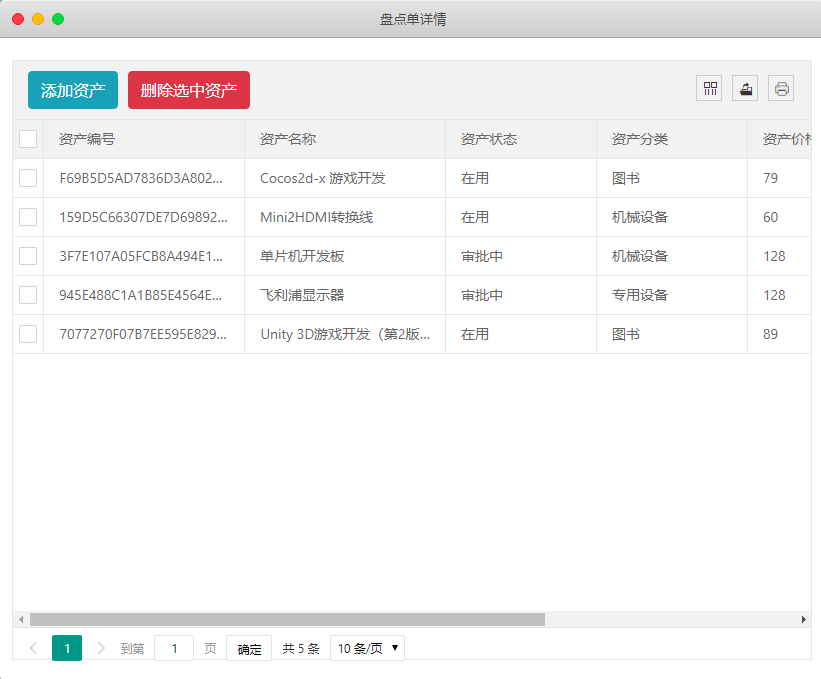 盘点单详情
添加资产 删除选中资产
资产编号 资产名称 资产状态 资产分类 资产价格
F69B5D5AD7836D3A802... Cocos2d-x 游戏开发 在用 图书 79
159D5C66307DE7D69892... Mini2HDMI转换线 在用 机械设备 60
3F7E107A05FCB8A494E1... 单片机开发板 审批中 机械设备 128
945E488C1A1B85E4564E... 飞利浦显示器 审批中 专用设备 128
7077270F07B7EE595E829... Unity 3D游戏开发（第2版... 在用 图书 89
1 到第 1 页 确定 共 5 条 10 条/页